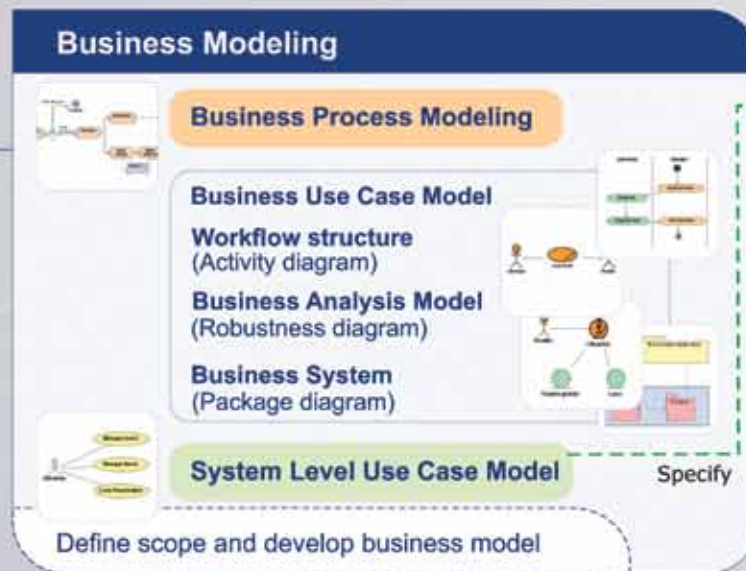 Business Modeling
Business Process Modeling
Business Use Case Model
Workflow structure
(Activity diagram)
Business Analysis Model
(Robustness diagram)
Business System
(Package diagram)
System Level Use Case Model
Specify
Define scope and develop business model